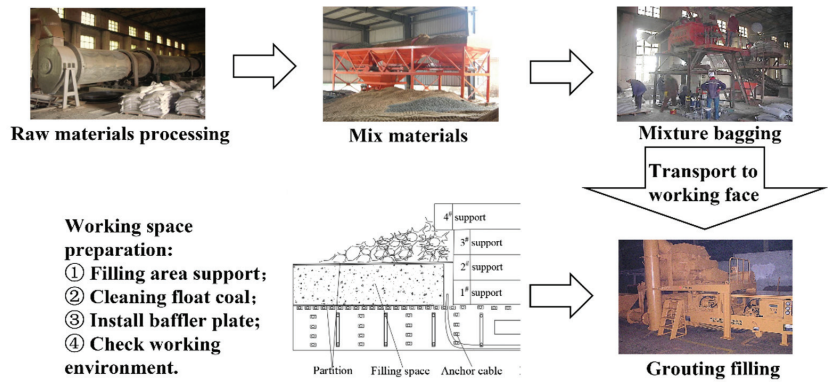 Raw materials processing
Mix materials
Mixture bagging
Transport to
working face
Working space
preparation:
① Filling area support;
② Cleaning float coal;
③ Install baffler plate;
④ Check working
environment.
4# support
3# support
2# support
1# support
Partition
Filling space
Anchor cable
Grouting filling